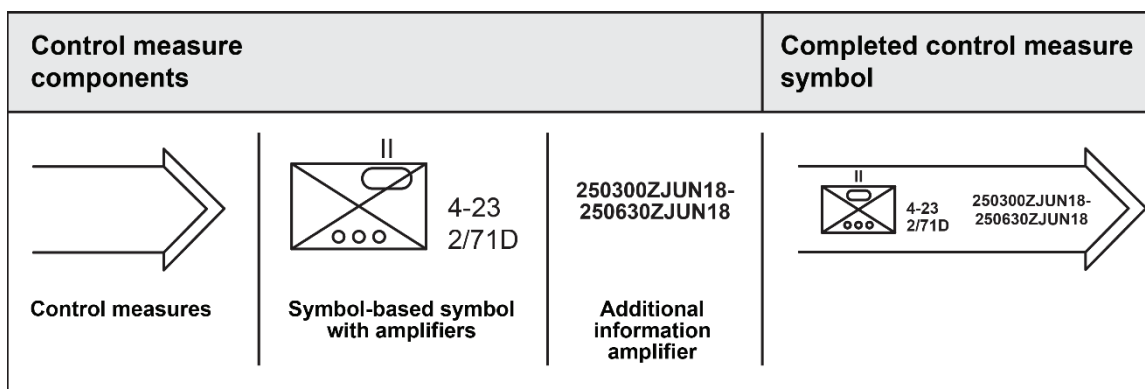 Control measure
components
Completed control measure
symbol
II
4-23
2/71D
250300ZJUN18-
250630ZJUN18
II
4-23
2/71D
250300ZJUN18-
250630ZJUN18
Control measures
Symbol-based symbol
with amplifiers
Additional
information
amplifier